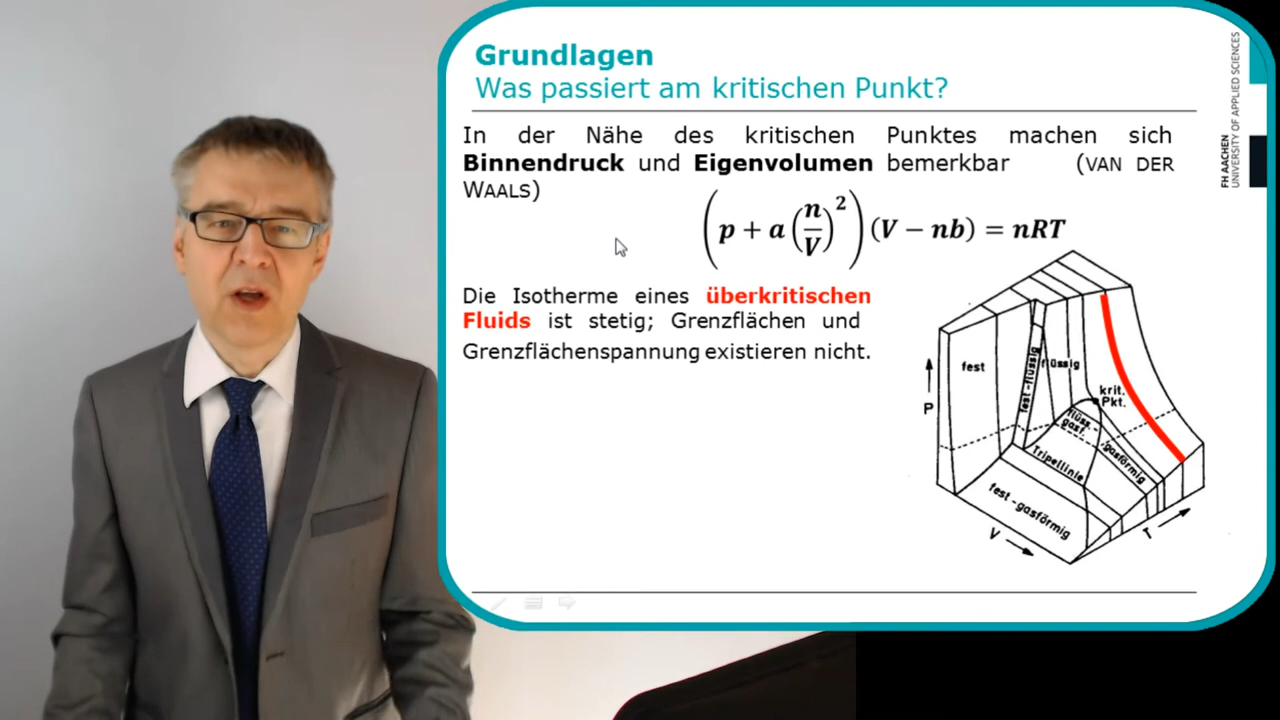 Grundlagen
Was passiert am kritischen Punkt?
In der Nähe des kritischen Punktes machen sich
Binnendruck und Eigenvolumen bemerkbar (VAN DER
WAALS)
(p + a (n/V)²) (V − nb) = nRT
Die Isotherme eines überkritischen
Fluids ist stetig; Grenzflächen und
Grenzflächenspannung existieren nicht.
P
fest
fest-flüssig
flüssig
krit.
Pkt.
flüss.-
gasf.
gasförmig
Tripellinie
fest-gasförmig
V
T
FH AACHEN
UNIVERSITY OF APPLIED SCIENCES